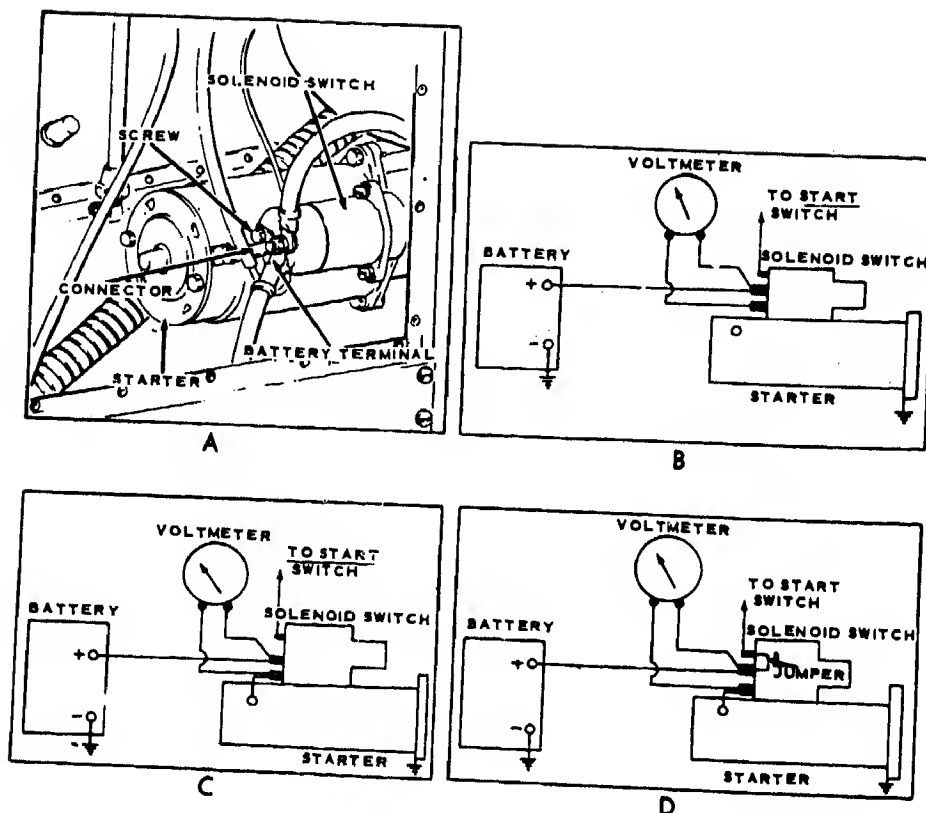 SOLENOID SWITCH
SCREW
CONNECTOR
BATTERY TERMINAL
STARTER
A
VOLTMETER
TO START
SWITCH
BATTERY
SOLENOID SWITCH
+
-
STARTER
B
VOLTMETER
TO START
SWITCH
BATTERY
SOLENOID SWITCH
+
-
STARTER
C
VOLTMETER
TO START
SWITCH
BATTERY
SOLENOID SWITCH
+
JUMPER
-
STARTER
D